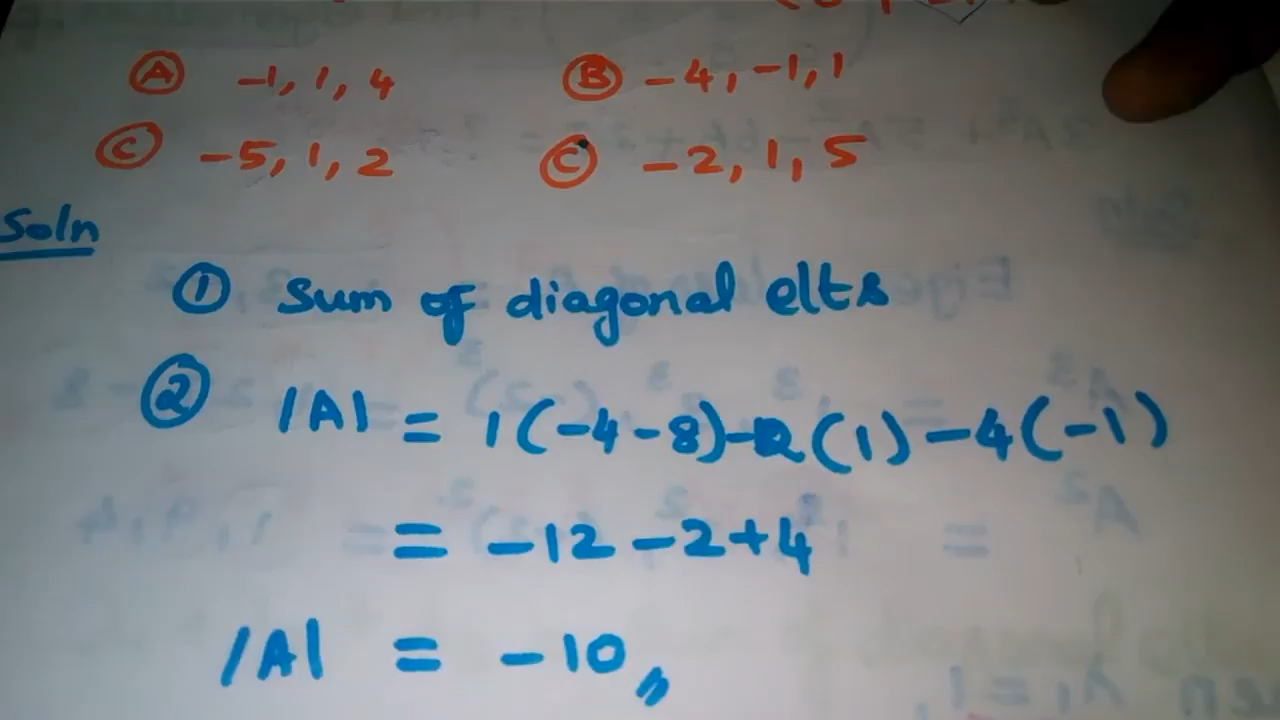 Ⓐ -1, 1, 4 Ⓑ -4, -1, 1
Ⓒ -5, 1, 2 Ⓒ -2, 1, 5
Soln
① Sum of diagonal elts
② |A| = 1(-4-8)-2(1)-4(-1)
= -12-2+4
|A| = -10,,